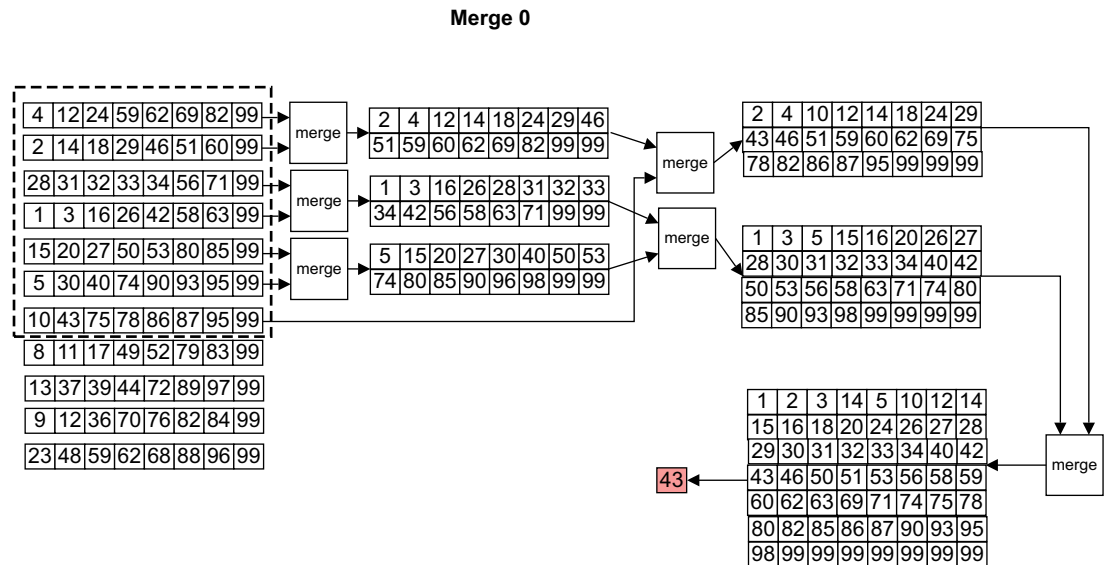 Merge 0
4 12 24 59 62 69 82 99
2 14 18 29 46 51 60 99
28 31 32 33 34 56 71 99
1 3 16 26 42 58 63 99
15 20 27 50 53 80 85 99
5 30 40 74 90 93 95 99
10 43 75 78 86 87 95 99
8 11 17 49 52 79 83 99
13 37 39 44 72 89 97 99
9 12 36 70 76 82 84 99
23 48 59 62 68 88 96 99
merge
merge
merge
2 4 12 14 18 24 29 46
51 59 60 62 69 82 99 99
1 3 16 26 28 31 32 33
34 42 56 58 63 71 99 99
5 15 20 27 30 40 50 53
74 80 85 90 96 98 99 99
merge
merge
2 4 10 12 14 18 24 29
43 46 51 59 60 62 69 75
78 82 86 87 95 99 99 99
1 3 5 15 16 20 26 27
28 30 31 32 33 34 40 42
50 53 56 58 63 71 74 80
85 90 93 98 99 99 99 99
merge
1 2 3 14 5 10 12 14
15 16 18 20 24 26 27 28
29 30 31 32 33 34 40 42
43 46 50 51 53 56 58 59
60 62 63 69 71 74 75 78
80 82 85 86 87 90 93 95
98 99 99 99 99 99 99 99
43